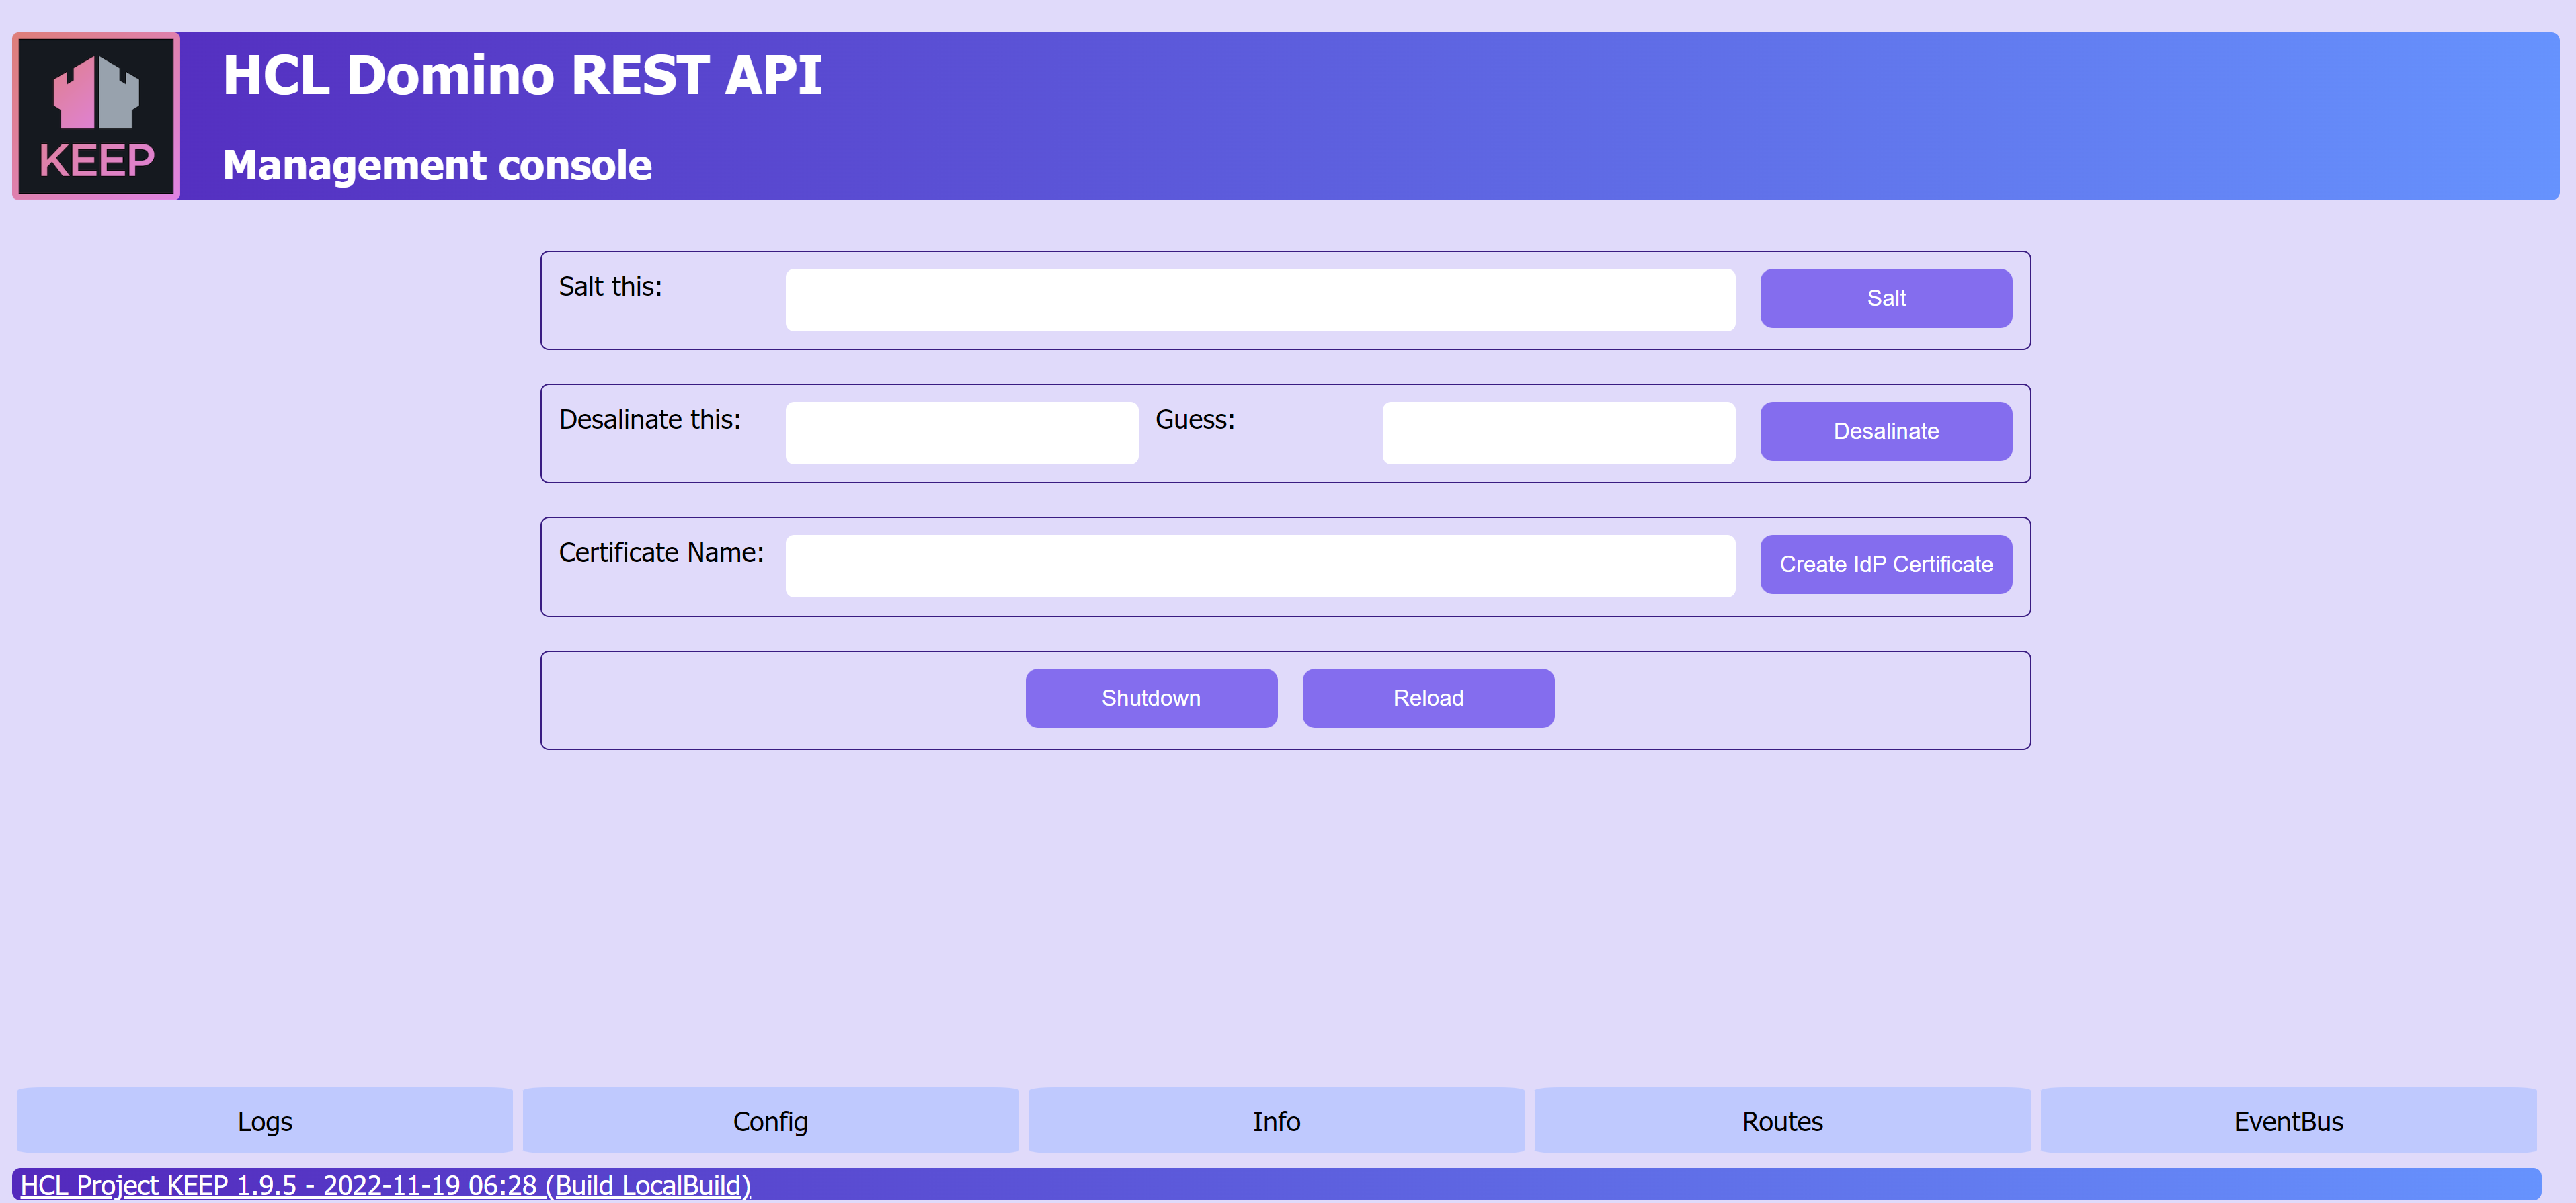 HCL Domino REST API
KEEP
Management console
Salt this:
Salt
Desalinate this:
Guess:
Desalinate
Certificate Name:
Create IdP Certificate
Shutdown
Reload
Logs
Config
Info
Routes
EventBus
HCL Project KEEP 1.9.5 - 2022-11-19 06:28 (Build LocalBuild)